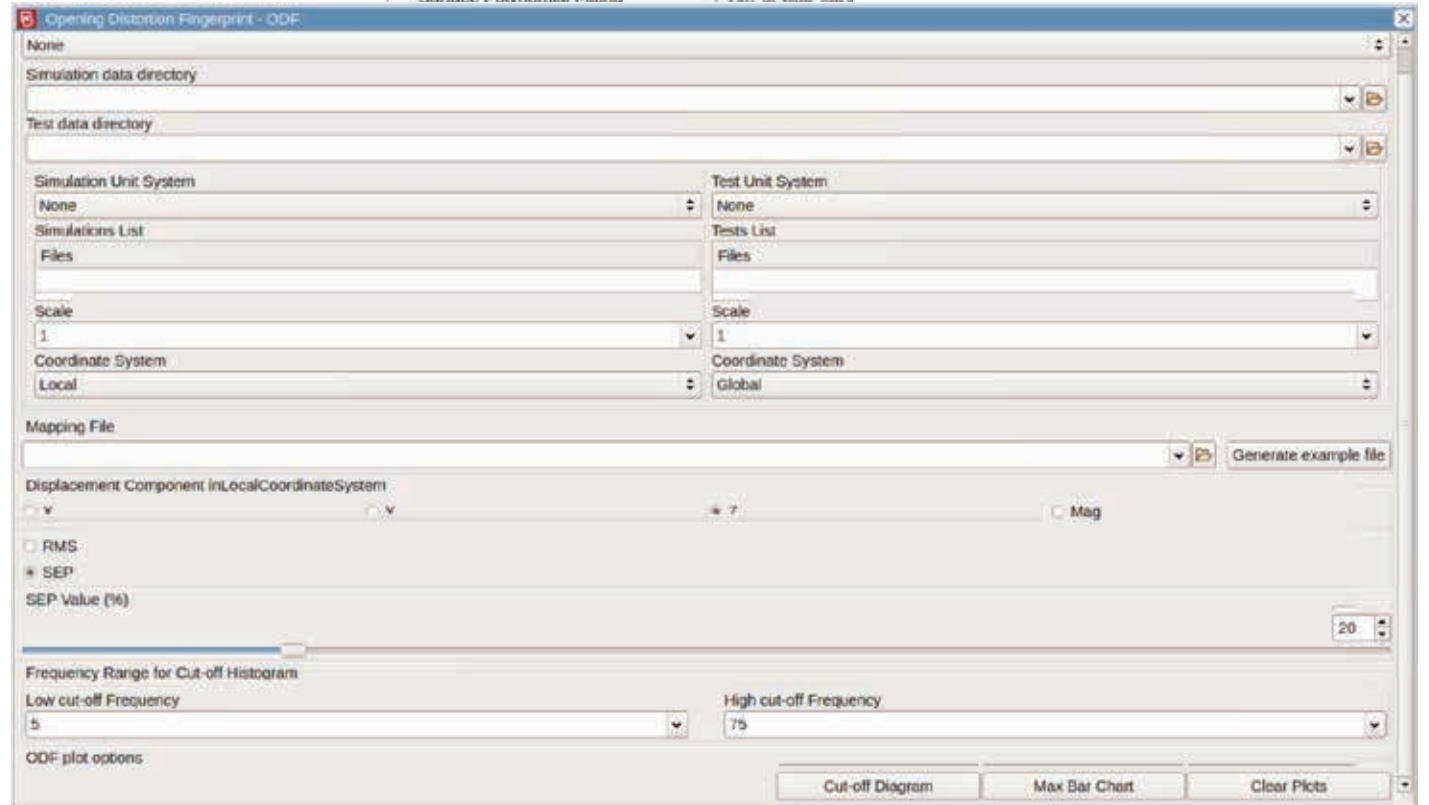 Opening Distortion Fingerprint - ODF
None
Simulation data directory
Test data directory
Simulation Unit System
Test Unit System
None
None
Simulations List
Tests List
Files
Files
Scale
Scale
1
1
Coordinate System
Coordinate System
Local
Global
Mapping File
Generate example file
Displacement Component inLocalCoordinateSystem
Mag
RMS
SEP
SEP Value (%)
20
Frequency Range for Cut-off Histogram
Low cut-off Frequency
High cut-off Frequency
5
75
ODF plot options
Cut-off Diagram
Max Bar Chart
Clear Plots